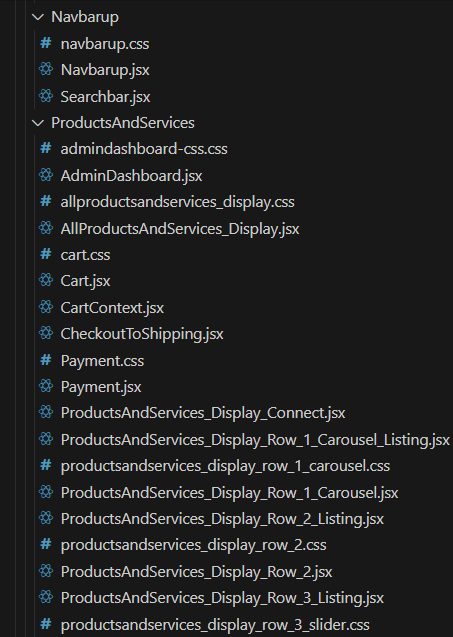 Navbarup
# navbarup.css
Navbarup.jsx
Searchbar.jsx
ProductsAndServices
# admindashboard-css.css
AdminDashboard.jsx
# allproductsandservices_display.css
AllProductsAndServices_Display.jsx
# cart.css
Cart.jsx
CartContext.jsx
CheckoutToShipping.jsx
# Payment.css
Payment.jsx
ProductsAndServices_Display_Connect.jsx
ProductsAndServices_Display_Row_1_Carousel_Listing.jsx
# productsandservices_display_row_1_carousel.css
ProductsAndServices_Display_Row_1_Carousel.jsx
ProductsAndServices_Display_Row_2_Listing.jsx
# productsandservices_display_row_2.css
ProductsAndServices_Display_Row_2.jsx
ProductsAndServices_Display_Row_3_Listing.jsx
# productsandservices_display_row_3_slider.css